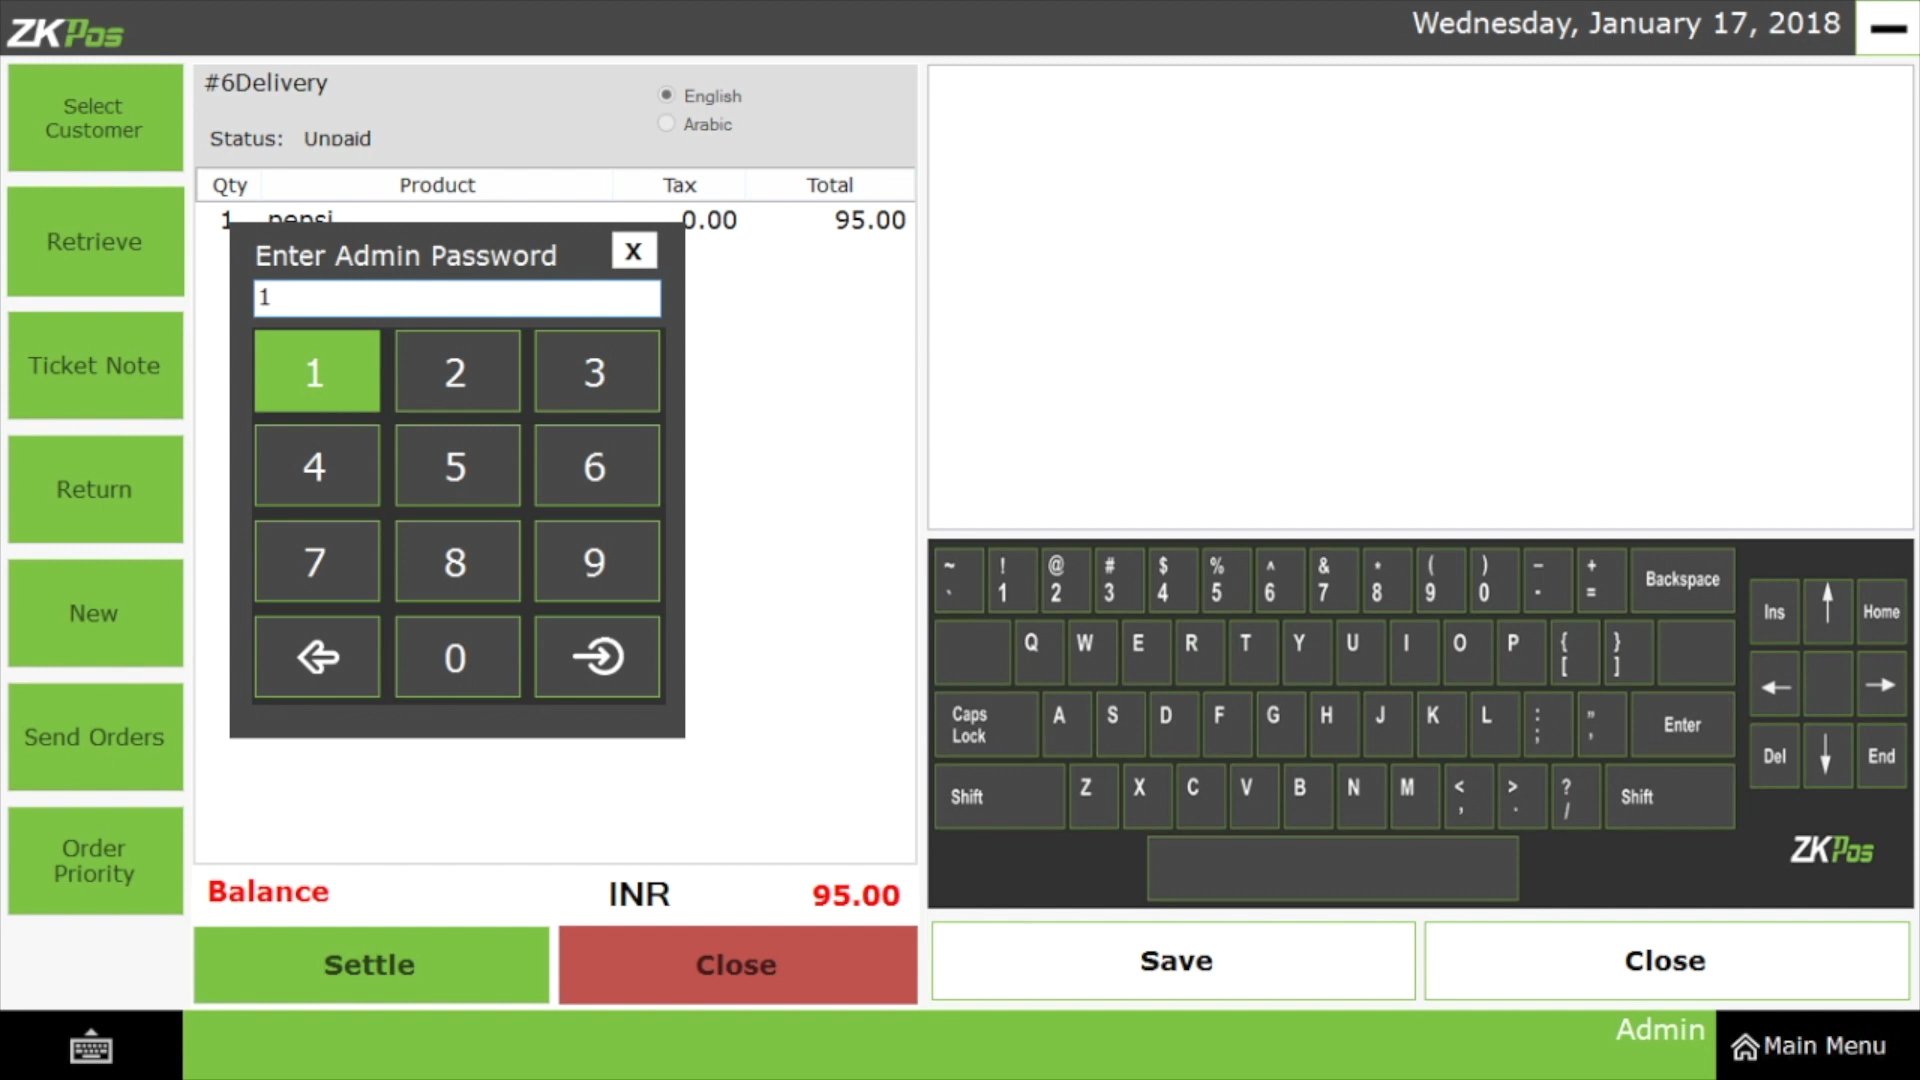 ZKPos
Wednesday, January 17, 2018
Select
Customer
Retrieve
Ticket Note
Return
New
Send Orders
Order
Priority
#6Delivery
English
Arabic
Status: Unpaid
Qty Product Tax Total
1 pepsi 0.00 95.00
Enter Admin Password X
1
1 2 3
4 5 6
7 8 9
0
Balance INR 95.00
Settle Close
~ ! @ # $ % ^ & * ( ) – +
` 1 2 3 4 5 6 7 8 9 0 - = Backspace
Q W E R T Y U I O P { }
[ ]
Caps
Lock A S D F G H J K L : "
; ' Enter
Shift Z X C V B N M < > ?
, . / Shift
Ins ↑ Home
← →
Del ↓ End
ZKPos
Save Close
Admin
Main Menu